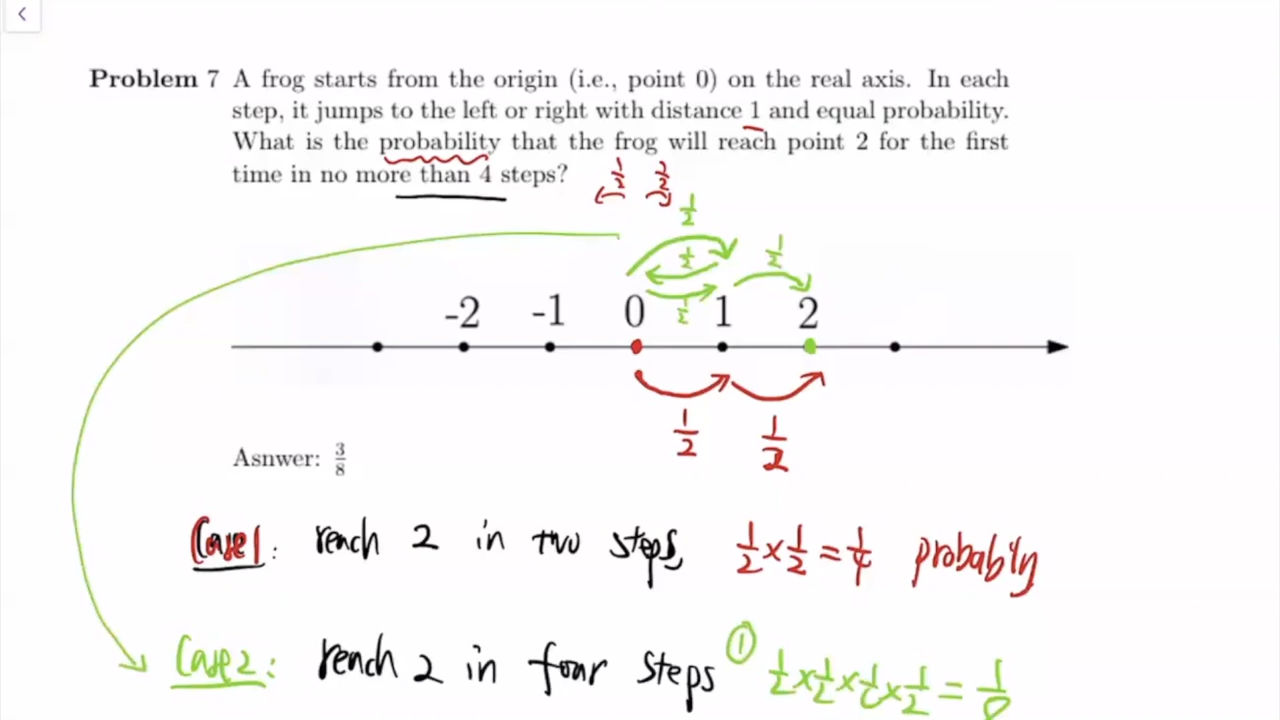 Problem 7 A frog starts from the origin (i.e., point 0) on the real axis. In each
step, it jumps to the left or right with distance 1 and equal probability.
What is the probability that the frog will reach point 2 for the first
time in no more than 4 steps?
1/2 1/2
1/2
1/2 1/2
-2 -1 0 1/2 1 2
1/2 1/2
Asnwer: 3/8
Case1: reach 2 in two steps, 1/2 × 1/2 = 1/4 probability
Case2: reach 2 in four steps ① 1/2 × 1/2 × 1/2 × 1/2 =